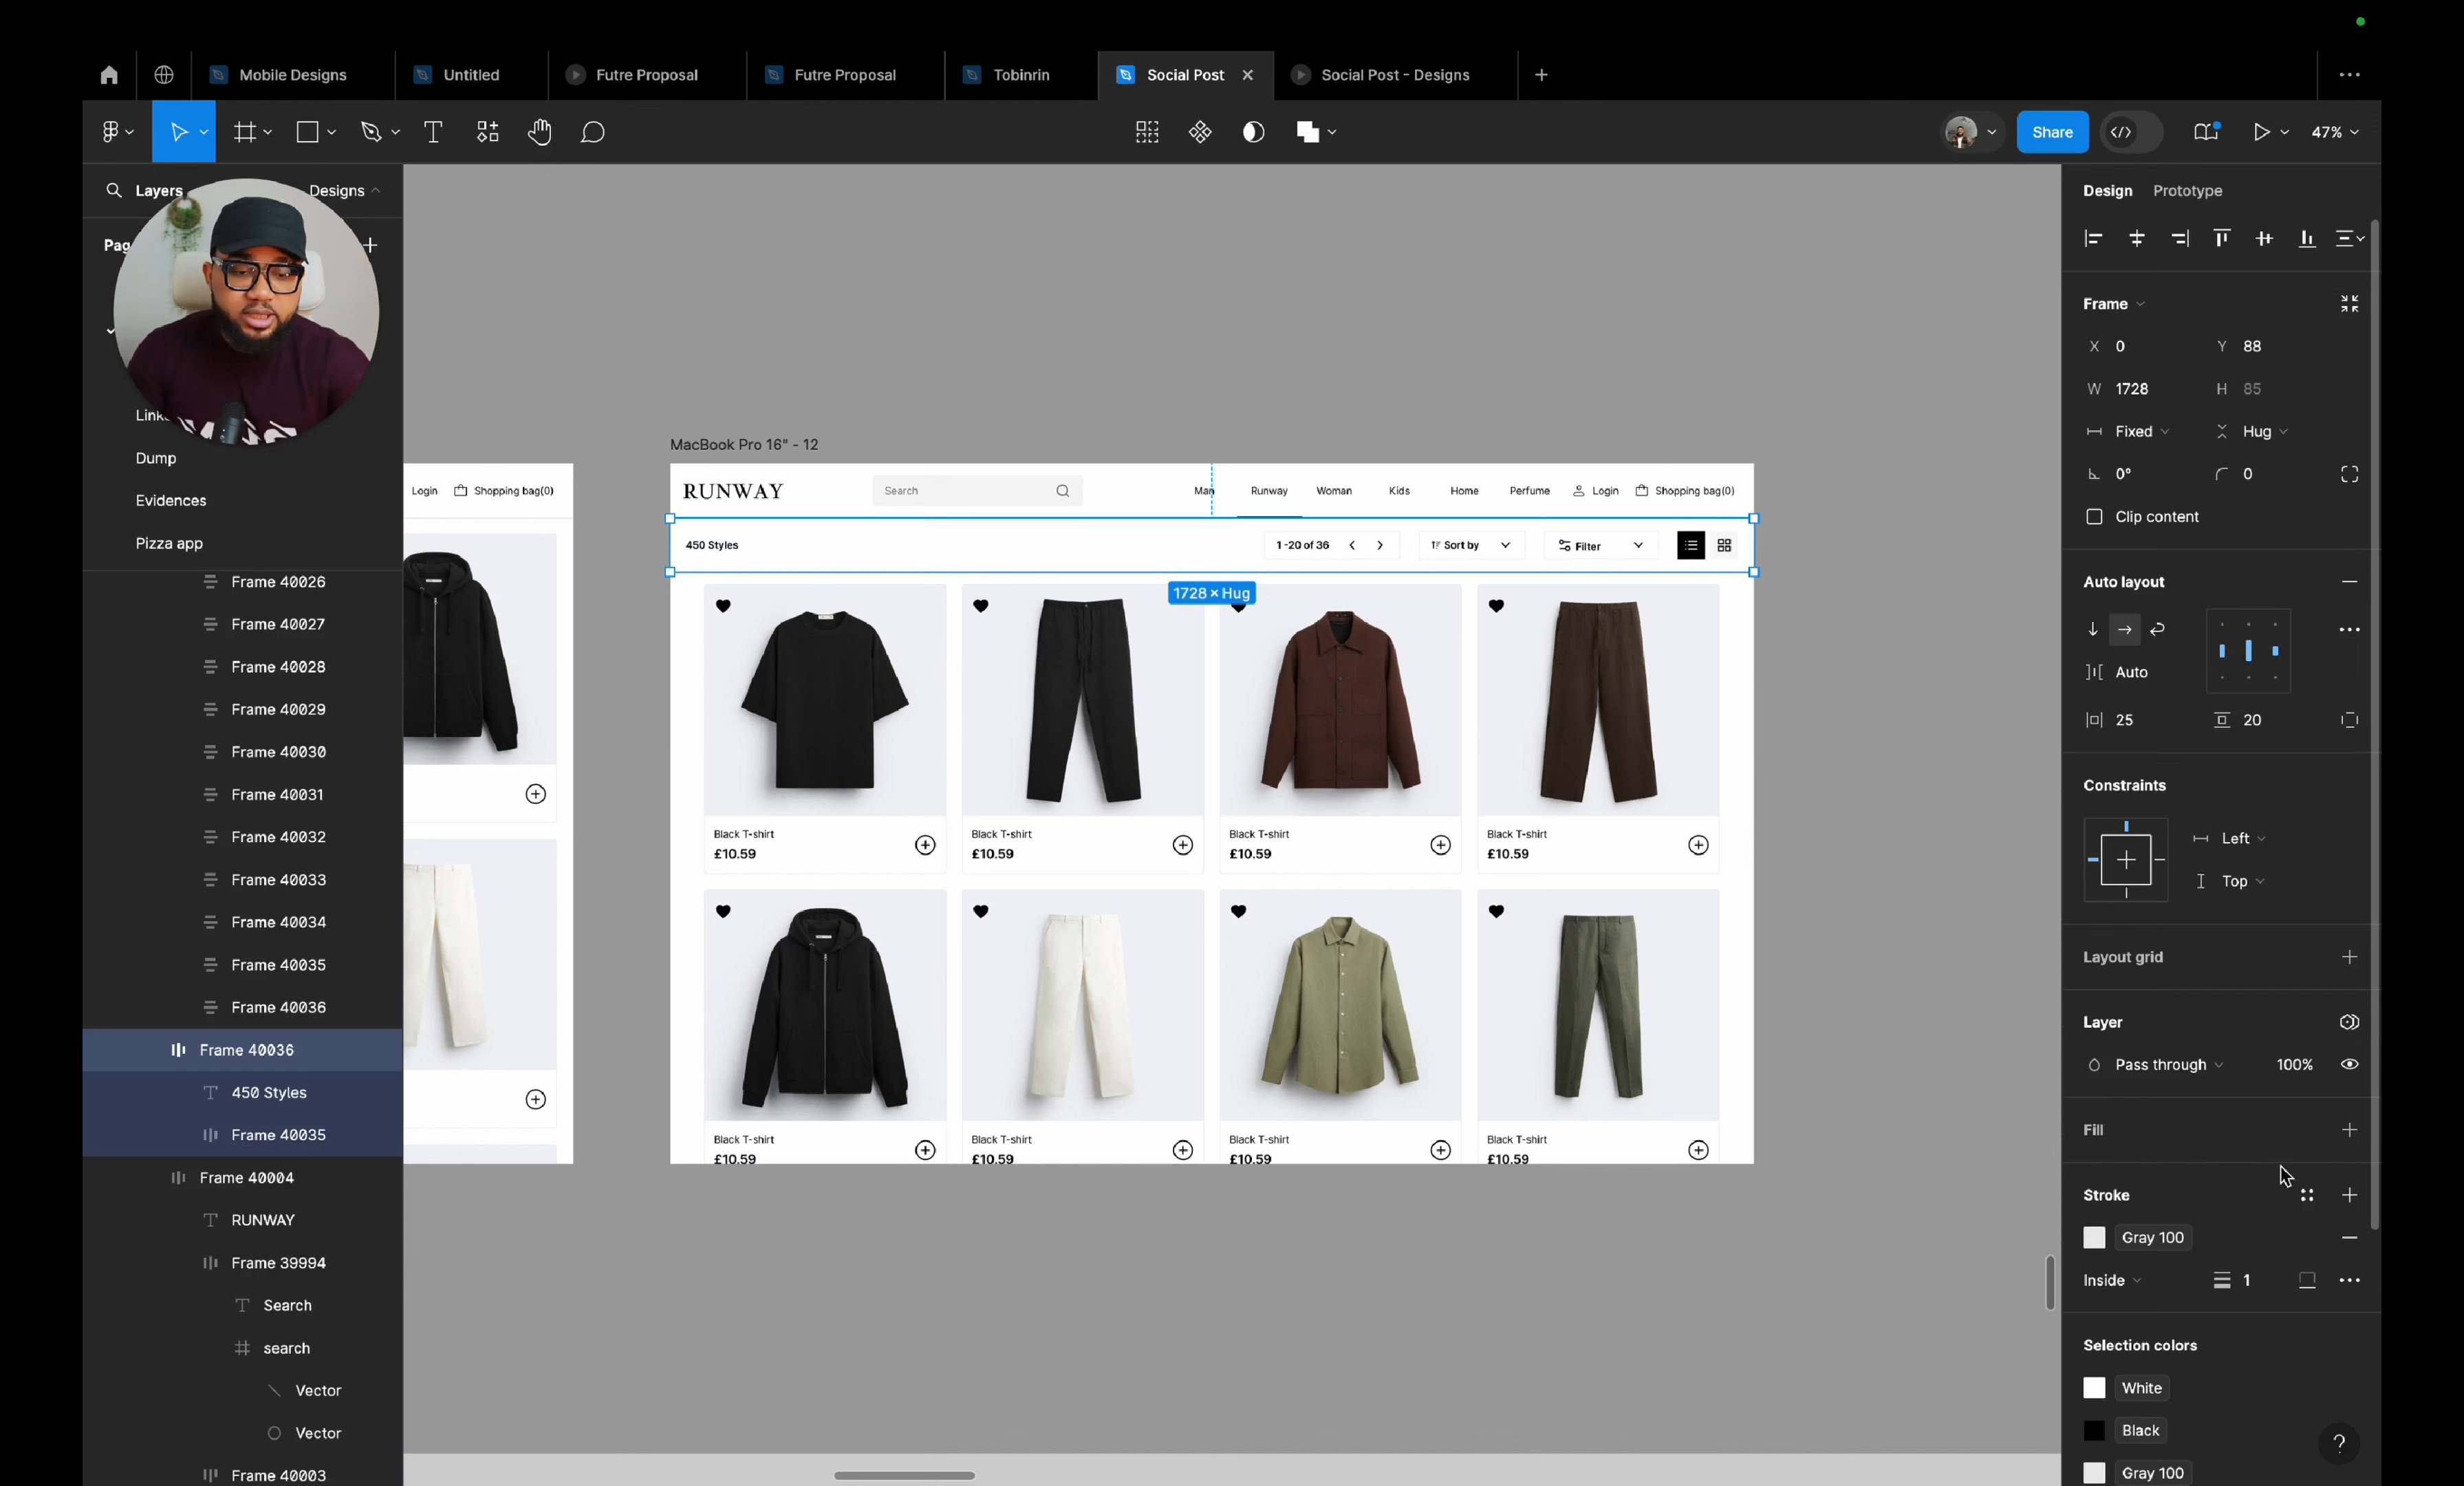 Mobile Designs
Untitled
Futre Proposal
Futre Proposal
Tobinrin
Social Post
Social Post - Designs
Share
47%
Layers
Designs
Design
Prototype
Pag
Link
Dump
Evidences
Pizza app
Frame 40026
Frame 40027
Frame 40028
Frame 40029
Frame 40030
Frame 40031
Frame 40032
Frame 40033
Frame 40034
Frame 40035
Frame 40036
Frame 40036
450 Styles
Frame 40035
Frame 40004
RUNWAY
Frame 39994
Search
search
Vector
Vector
Frame 40003
Login
Shopping bag(0)
MacBook Pro 16" - 12
RUNWAY
Search
Man
Runway
Woman
Kids
Home
Perfume
Login
Shopping bag(0)
450 Styles
1 -20 of 36
Sort by
Filter
1728 × Hug
Black T-shirt
£10.59
Black T-shirt
£10.59
Black T-shirt
£10.59
Black T-shirt
£10.59
Black T-shirt
£10.59
Black T-shirt
£10.59
Black T-shirt
£10.59
Black T-shirt
£10.59
Frame
X 0
Y 88
W 1728
H 85
Fixed
Hug
0°
0
Clip content
Auto layout
Auto
25
20
Constraints
Left
Top
Layout grid
Layer
Pass through
100%
Fill
Stroke
Gray 100
Inside
1
Selection colors
White
Black
Gray 100
?